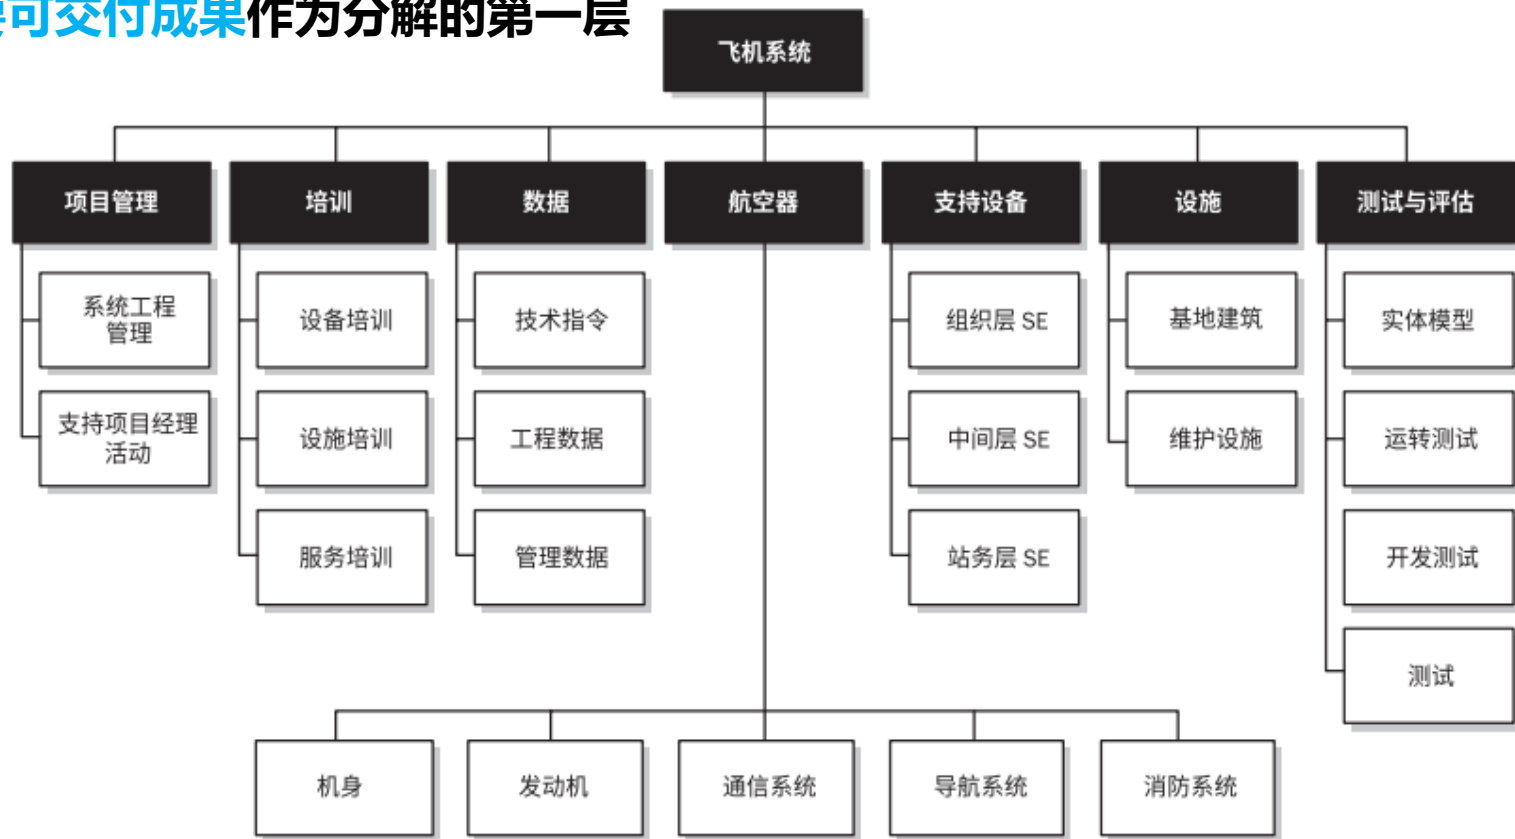 要可交付成果作为分解的第一层
飞机系统
项目管理
培训
数据
航空器
支持设备
设施
测试与评估
系统工程
管理
支持项目经理
活动
设备培训
设施培训
服务培训
技术指令
工程数据
管理数据
组织层 SE
中间层 SE
站务层 SE
基地建筑
维护设施
实体模型
运转测试
开发测试
测试
机身
发动机
通信系统
导航系统
消防系统